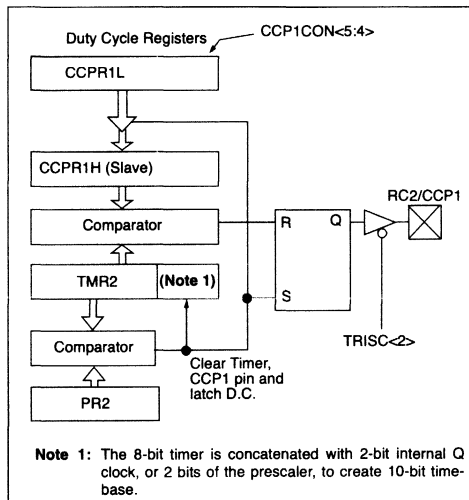 Duty Cycle Registers
CCP1CON<5:4>
CCPR1L
CCPR1H (Slave)
RC2/CCP1
Comparator
R
Q
TMR2
(Note 1)
S
TRISC<2>
Comparator
Clear Timer,
CCP1 pin and
latch D.C.
PR2
Note 1: The 8-bit timer is concatenated with 2-bit internal Q
clock, or 2 bits of the prescaler, to create 10-bit time-
base.